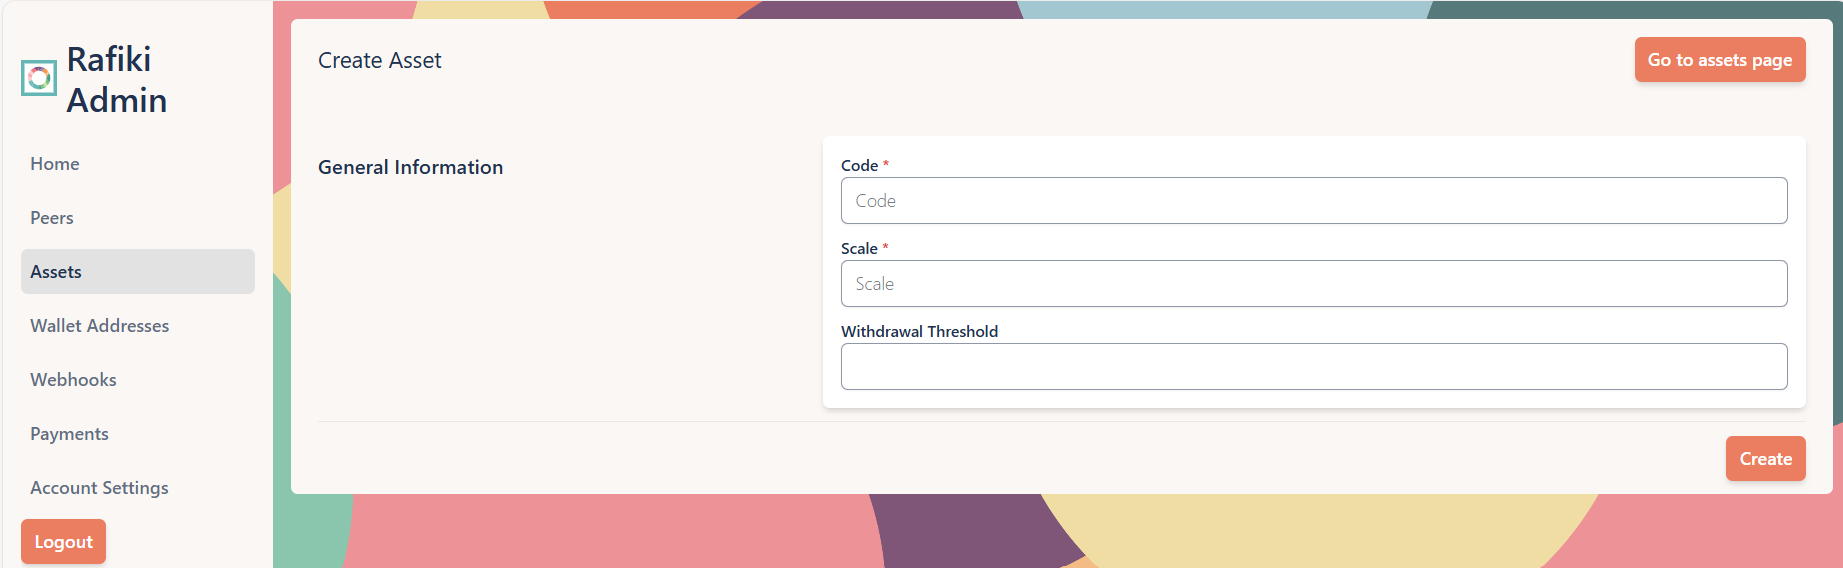 Rafiki
Admin
Home
Peers
Assets
Wallet Addresses
Webhooks
Payments
Account Settings
Logout
Create Asset
Go to assets page
General Information
Code *
Code
Scale *
Scale
Withdrawal Threshold
Create